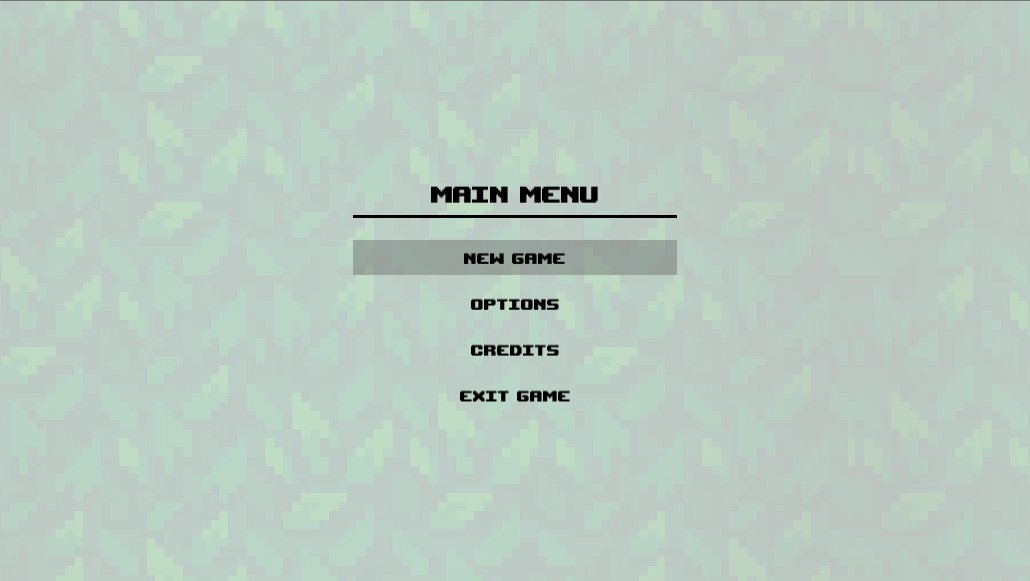 MAIN MENU
NEW GAME
OPTIONS
CREDITS
EXIT GAME